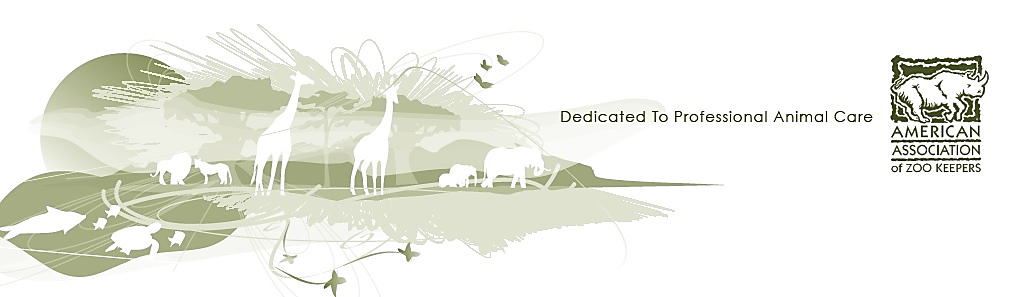 Dedicated To Professional Animal Care
AMERICAN
ASSOCIATION
of ZOO KEEPERS